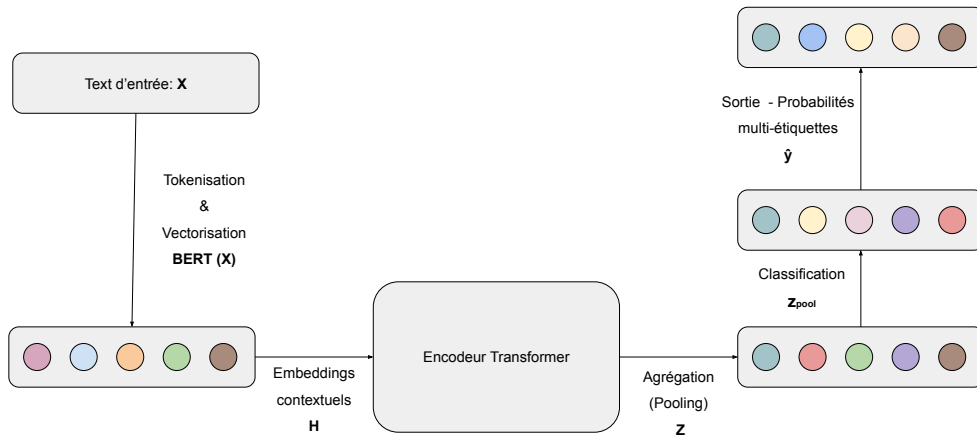 Text d'entrée: X
Tokenisation
&
Vectorisation
BERT (X)
Embeddings
contextuels
H
Encodeur Transformer
Agrégation
(Pooling)
Z
Classification
zpool
Sortie - Probabilités
multi-étiquettes
ŷ